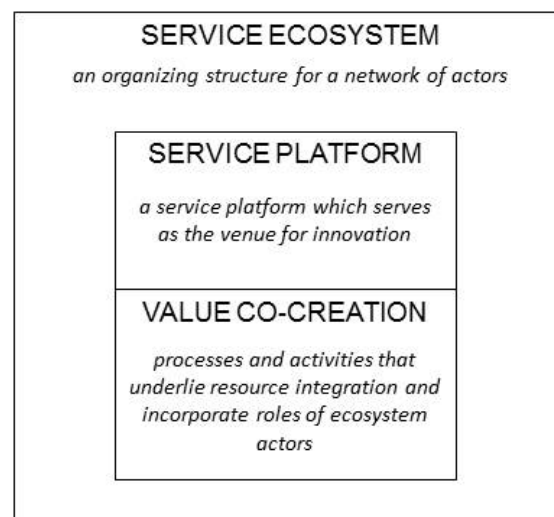 SERVICE ECOSYSTEM
an organizing structure for a network of actors
SERVICE PLATFORM
a service platform which serves
as the venue for innovation
VALUE CO-CREATION
processes and activities that
underlie resource integration and
incorporate roles of ecosystem
actors